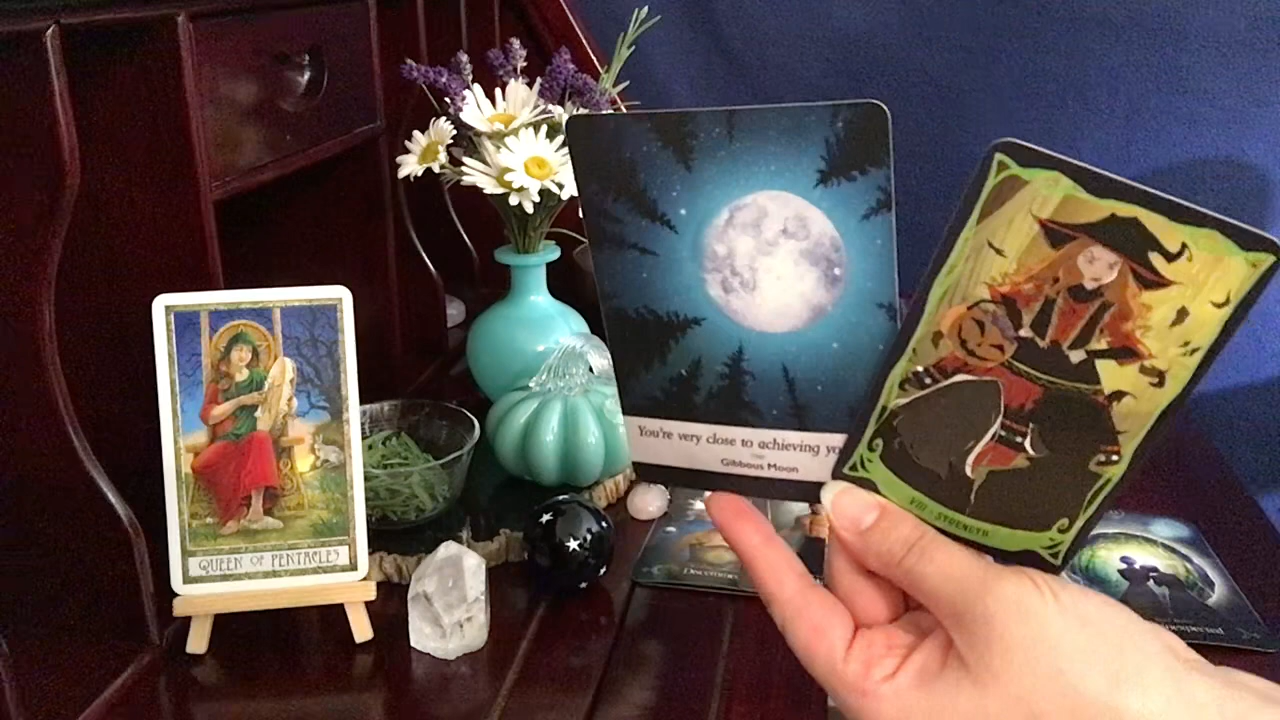 QUEEN OF PENTACLES
You're very close to achieving yo
Gibbous Moon
VIII - STRENGTH